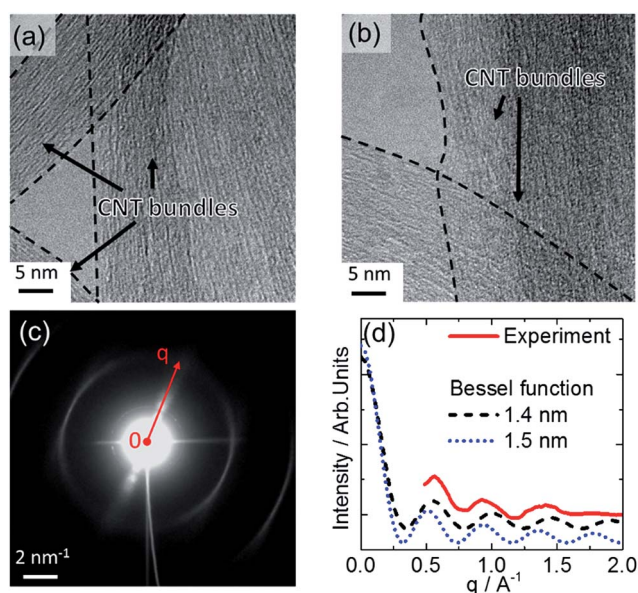 (a)
CNT bundles
5 nm
(b)
CNT bundles
5 nm
(c)
q
0
2 nm⁻¹
(d)
Intensity / Arb.Units
Experiment
Bessel function
1.4 nm
1.5 nm
0.0 0.5 1.0 1.5 2.0
q / A⁻¹